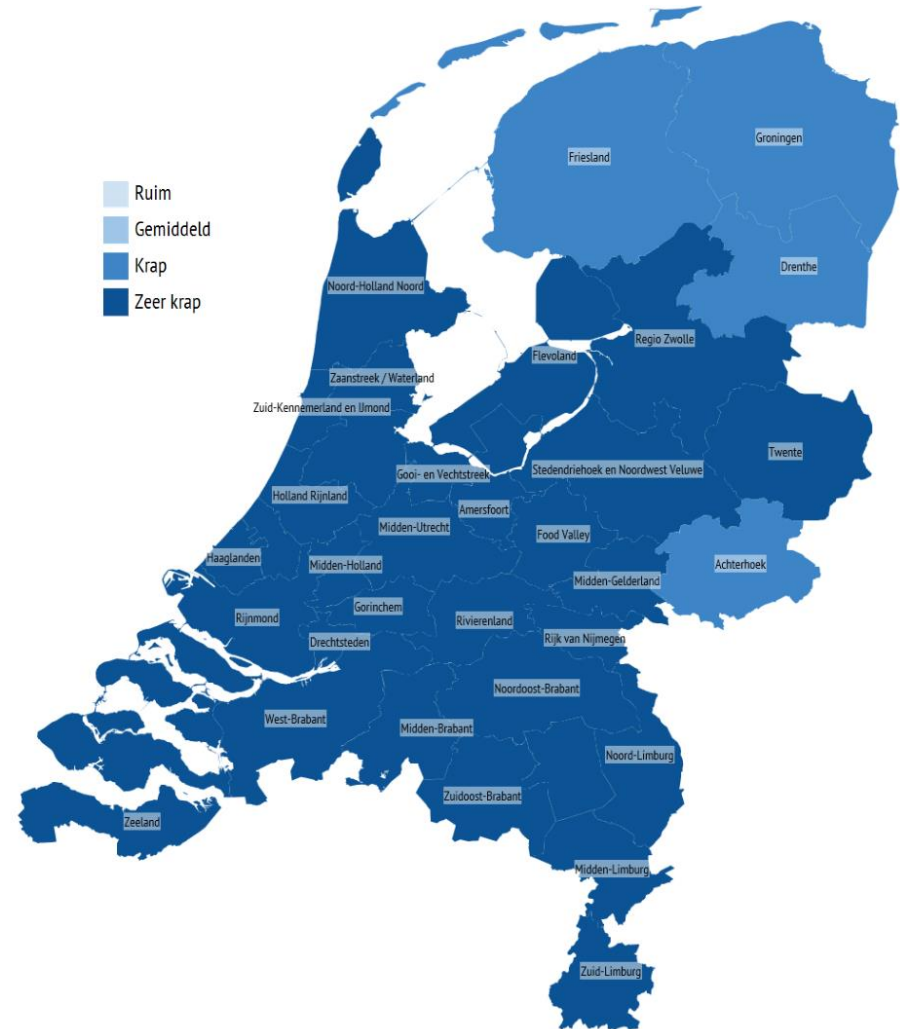 Ruim
Gemiddeld
Krap
Zeer krap
Groningen
Friesland
Drenthe
Noord-Holland Noord
Regio Zwolle
Flevoland
Zaanstreek / Waterland
Zuid-Kennemerland en IJmond
Twente
Gooi- en Vechtstreek
Stedendriehoek en Noordwest Veluwe
Holland Rijnland
Amersfoort
Midden-Utrecht
Food Valley
Haaglanden
Midden-Holland
Achterhoek
Midden-Gelderland
Gorinchem
Rijnmond
Rivierenland
Drechtsteden
Rijk van Nijmegen
Noordoost-Brabant
West-Brabant
Midden-Brabant
Noord-Limburg
Zuidoost-Brabant
Zeeland
Midden-Limburg
Zuid-Limburg